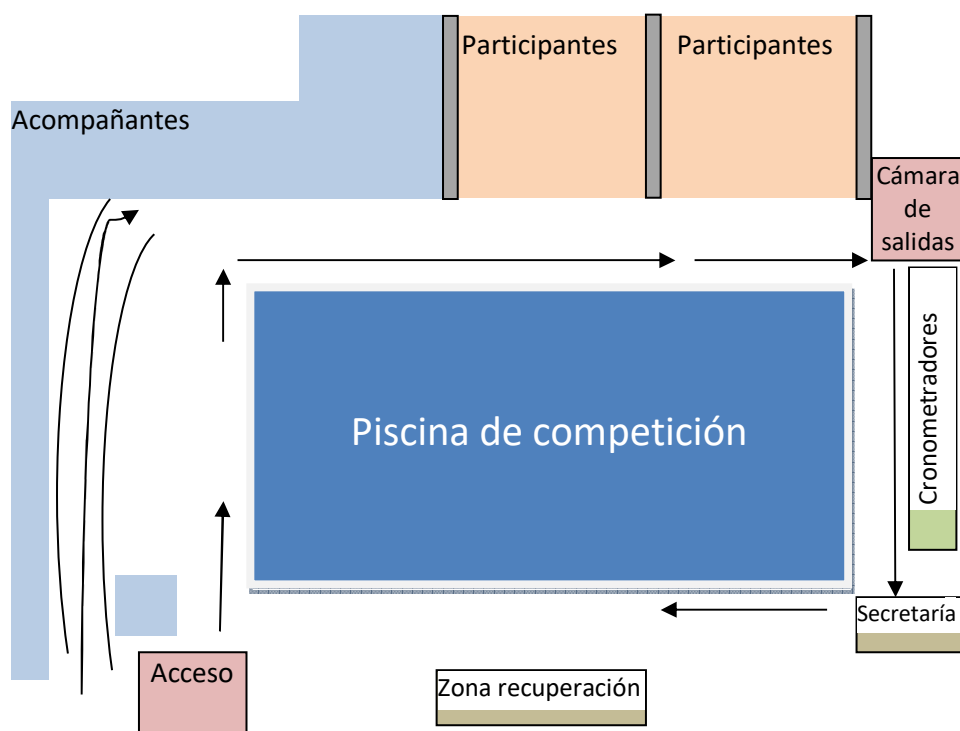 Participantes
Participantes
Acompañantes
Cámara
de
salidas
Cronometradores
Piscina de competición
Secretaría
Acceso
Zona recuperación